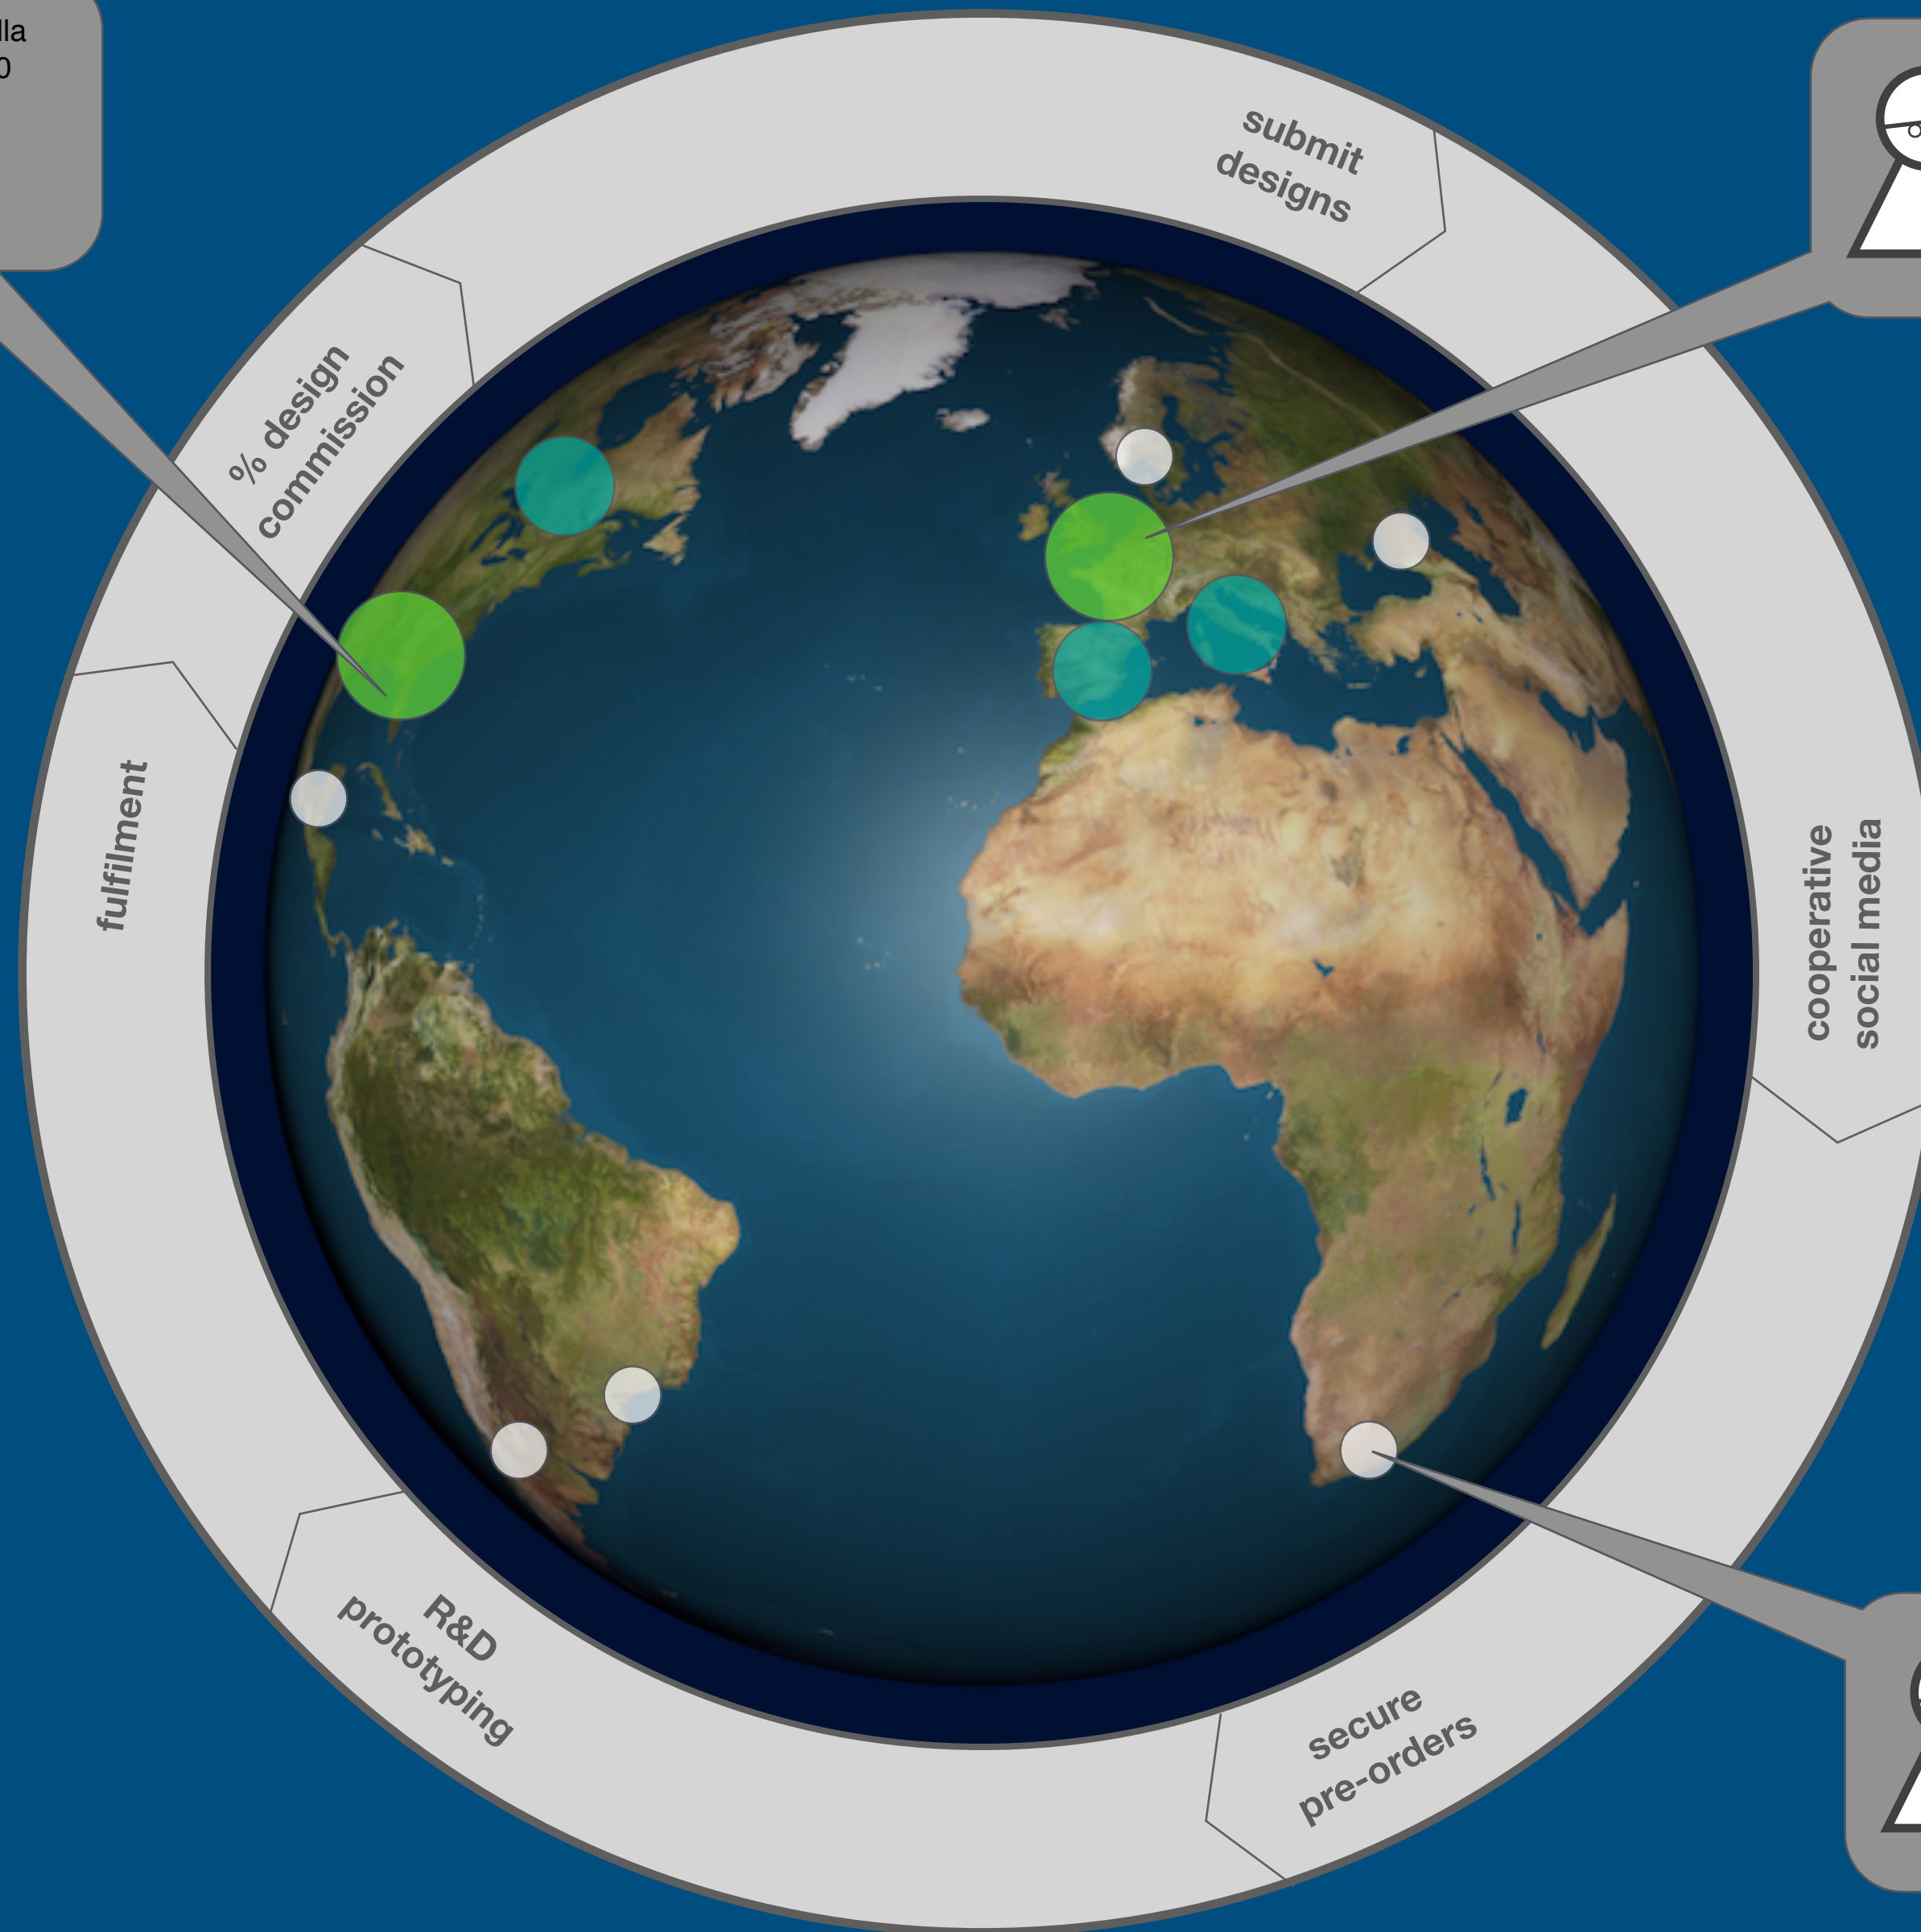 submit
designs
cooperative
social media
secure
pre-orders
R&D
prototyping
fulfilment
% design
commission